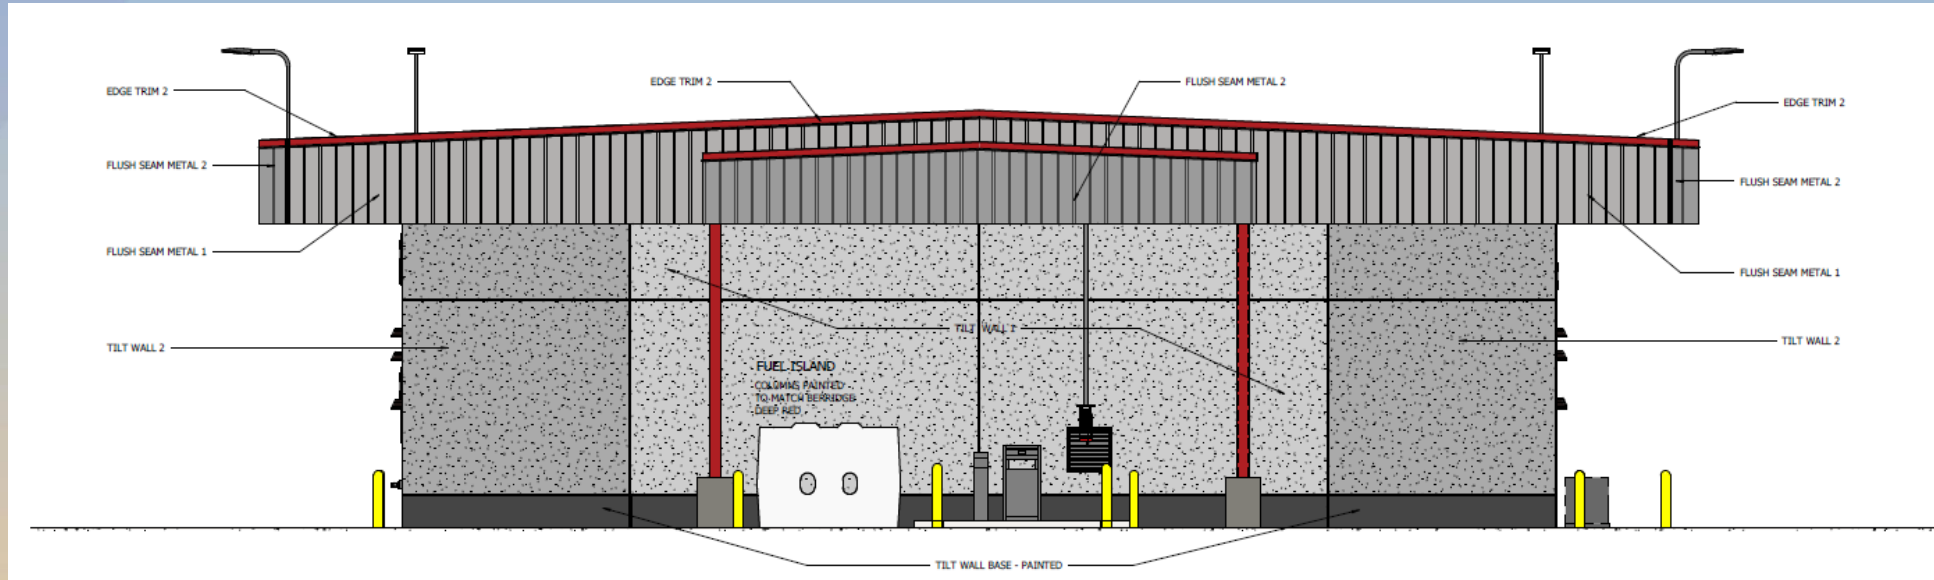 EDGE TRIM 2
FLUSH SEAM METAL 2
EDGE TRIM 2
EDGE TRIM 2
FLUSH SEAM METAL 2
FLUSH SEAM METAL 2
FLUSH SEAM METAL 1
FLUSH SEAM METAL 1
TILT WALL 1
TILT WALL 2
TILT WALL 2
FUEL ISLAND
COLUMNS PAINTED
TO MATCH BERRIDGE
DEEP RED
TILT WALL BASE - PAINTED